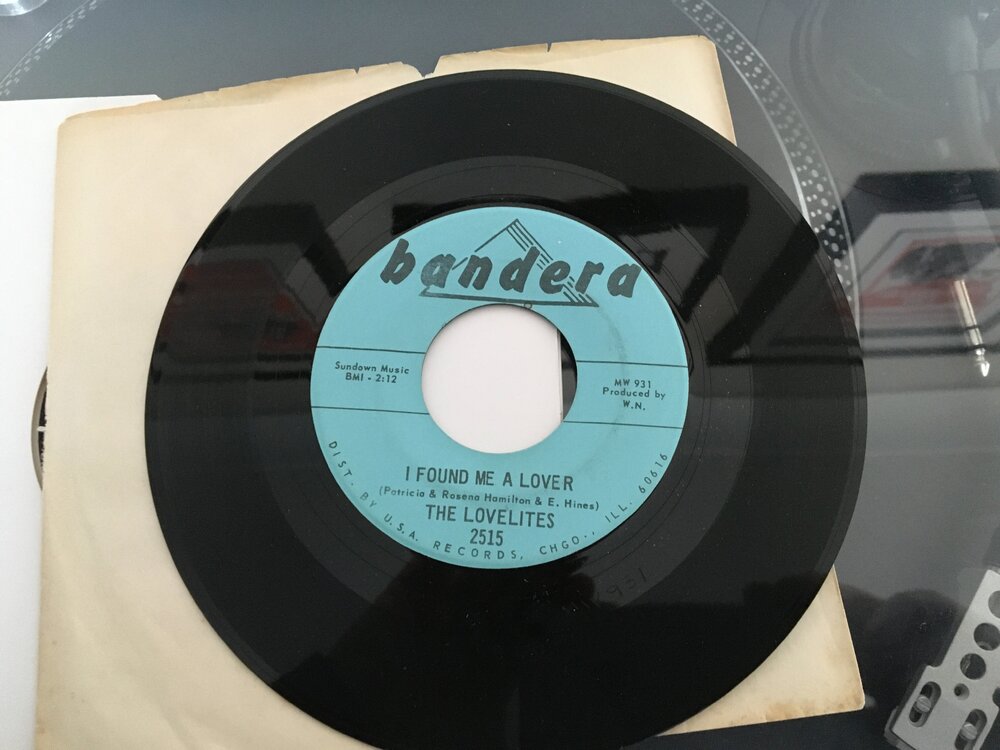 bandera
Sundown Music
BMI - 2:12
MW 931
Produced by
W.N.
I FOUND ME A LOVER
(Patricia & Rosena Hamilton & E. Hines)
THE LOVELITES
2515
DIST. BY U.S.A. RECORDS, CHGO., ILL. 60616
931